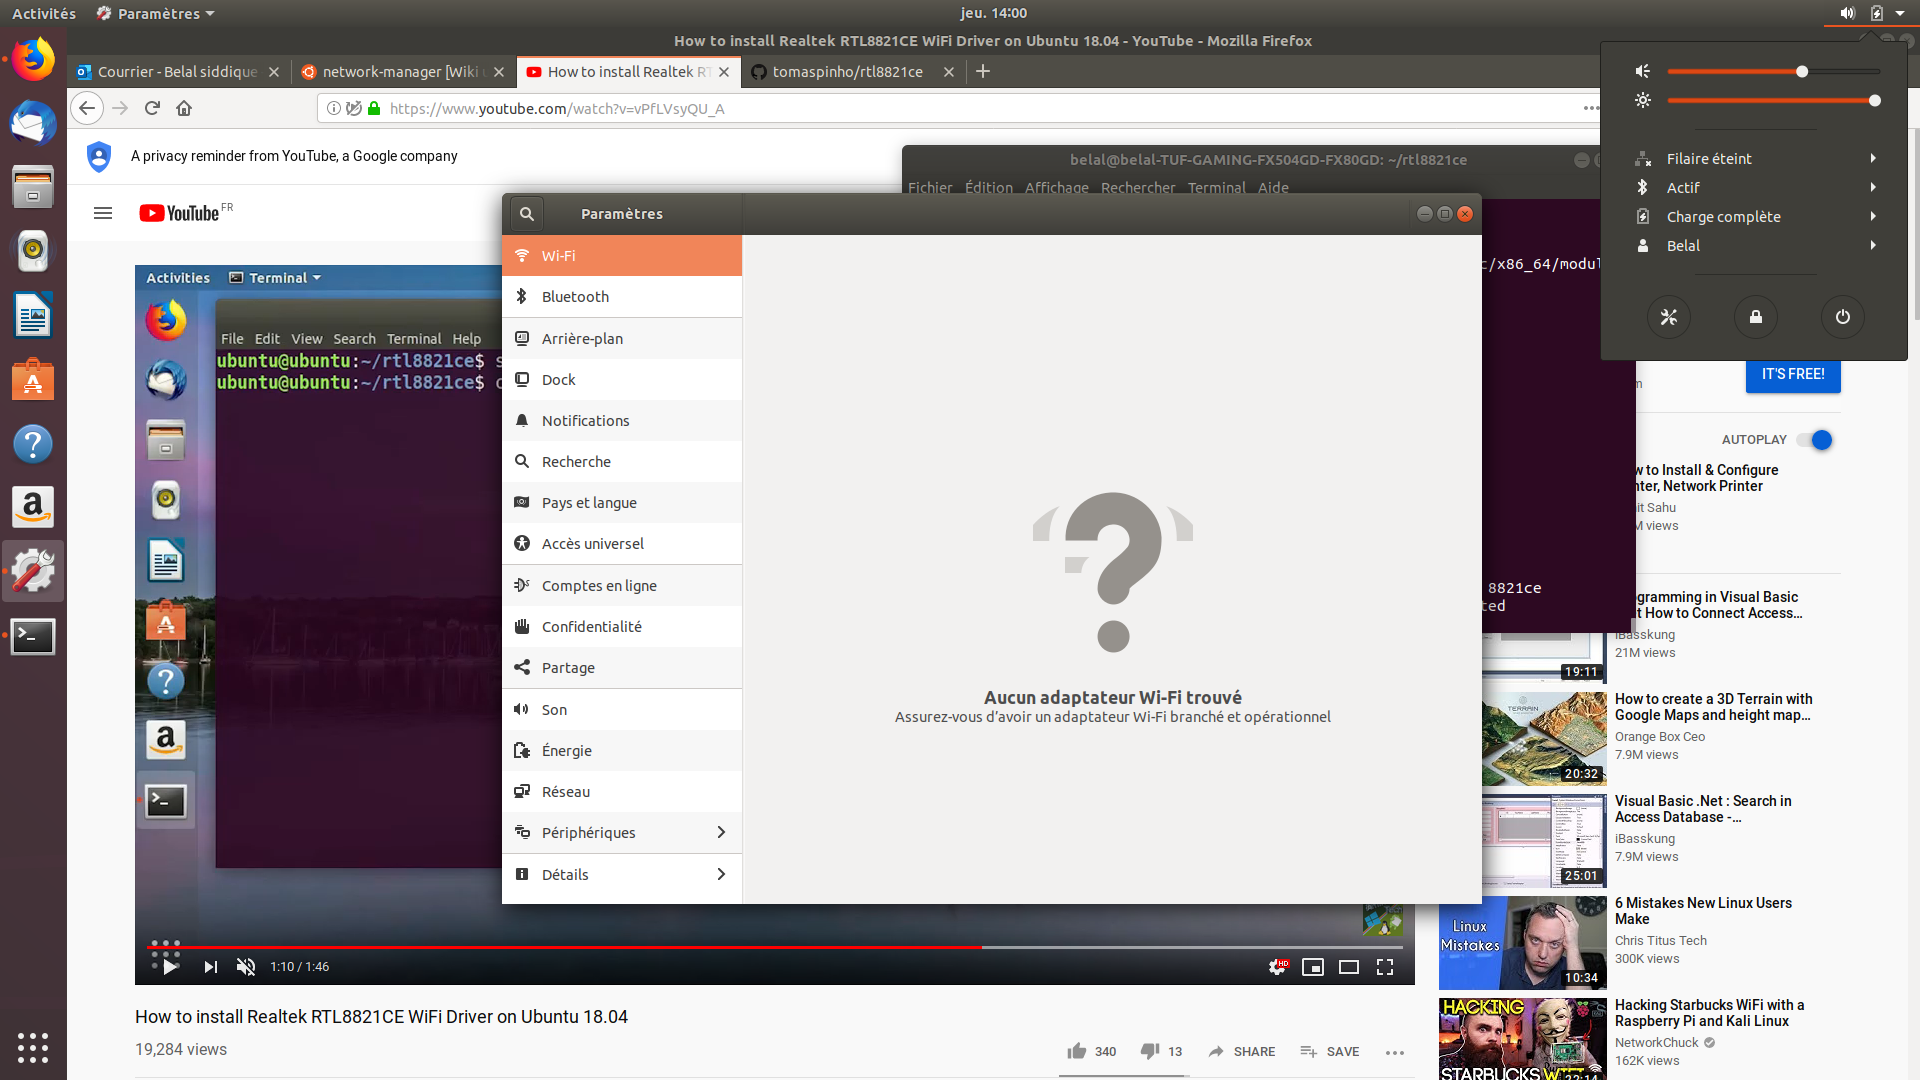 Activités
Paramètres
jeu. 14:00
How to install Realtek RTL8821CE WiFi Driver on Ubuntu 18.04 - YouTube - Mozilla Firefox
Courrier - Belal siddique
network-manager [Wiki
How to install Realtek RT
tomaspinho/rtl8821ce
https://www.youtube.com/watch?v=vPfLVsyQU_A
A privacy reminder from YouTube, a Google company
YouTube FR
belal@belal-TUF-GAMING-FX504GD-FX80GD: ~/rtl8821ce
Fichier Édition Affichage Rechercher Terminal Aide
c/x86_64/modul
8821ce
ted
Filaire éteint
Actif
Charge complète
Belal
Activities
Terminal
File Edit View Search Terminal Help
ubuntu@ubuntu:~/rtl8821ce$ s
ubuntu@ubuntu:~/rtl8821ce$
Paramètres
Wi-Fi
Bluetooth
Arrière-plan
Dock
Notifications
Recherche
Pays et langue
Accès universel
Comptes en ligne
Confidentialité
Partage
Son
Énergie
Réseau
Périphériques
Détails
Aucun adaptateur Wi-Fi trouvé
Assurez-vous d’avoir un adaptateur Wi-Fi branché et opérationnel
1:10 / 1:46
HD
How to install Realtek RTL8821CE WiFi Driver on Ubuntu 18.04
19,284 views
340
13
SHARE
SAVE
IT'S FREE!
AUTOPLAY
w to Install & Configure
nter, Network Printer
it Sahu
M views
gramming in Visual Basic
t How to Connect Access…
iBasskung
21M views
19:11
How to create a 3D Terrain with
Google Maps and height map…
Orange Box Ceo
7.9M views
TERRAIN
20:32
Visual Basic .Net : Search in
Access Database -…
iBasskung
7.9M views
25:01
6 Mistakes New Linux Users
Make
Chris Titus Tech
300K views
Linux
Mistakes
10:34
Hacking Starbucks WiFi with a
Raspberry Pi and Kali Linux
NetworkChuck
162K views
HACKING
STARBUCKS
22:14